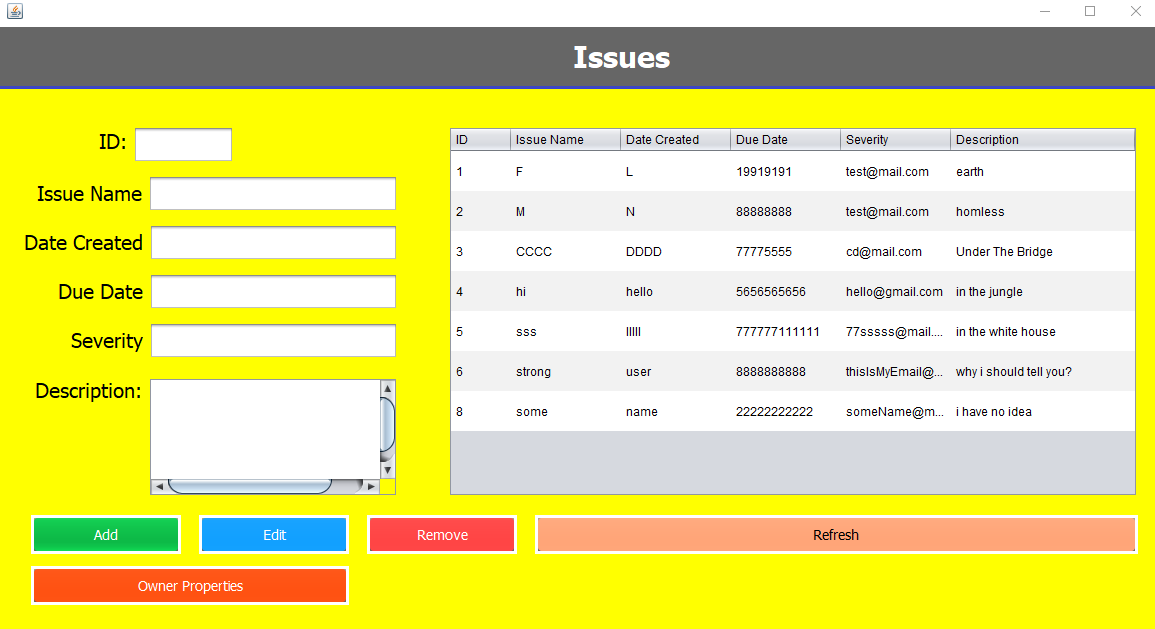 Issues
ID:
Issue Name
Date Created
Due Date
Severity
Description:
ID Issue Name Date Created Due Date Severity Description
1 F L 19919191 test@mail.com earth
2 M N 88888888 test@mail.com homless
3 CCCC DDDD 77775555 cd@mail.com Under The Bridge
4 hi hello 5656565656 hello@gmail.com in the jungle
5 sss lllll 777777111111 77sssss@mail.... in the white house
6 strong user 8888888888 thisIsMyEmail@... why i should tell you?
8 some name 22222222222 someName@m... i have no idea
Add Edit Remove Refresh
Owner Properties